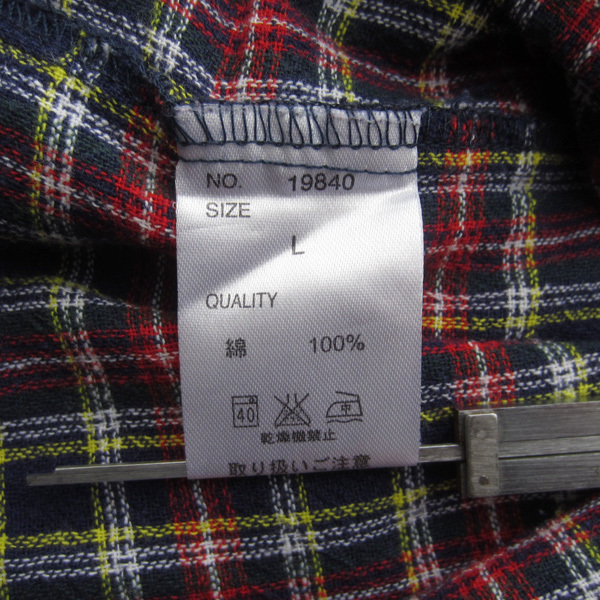 NO. 19840
SIZE
L
QUALITY
綿 100%
40 中
乾燥機禁止
取り扱いご注意